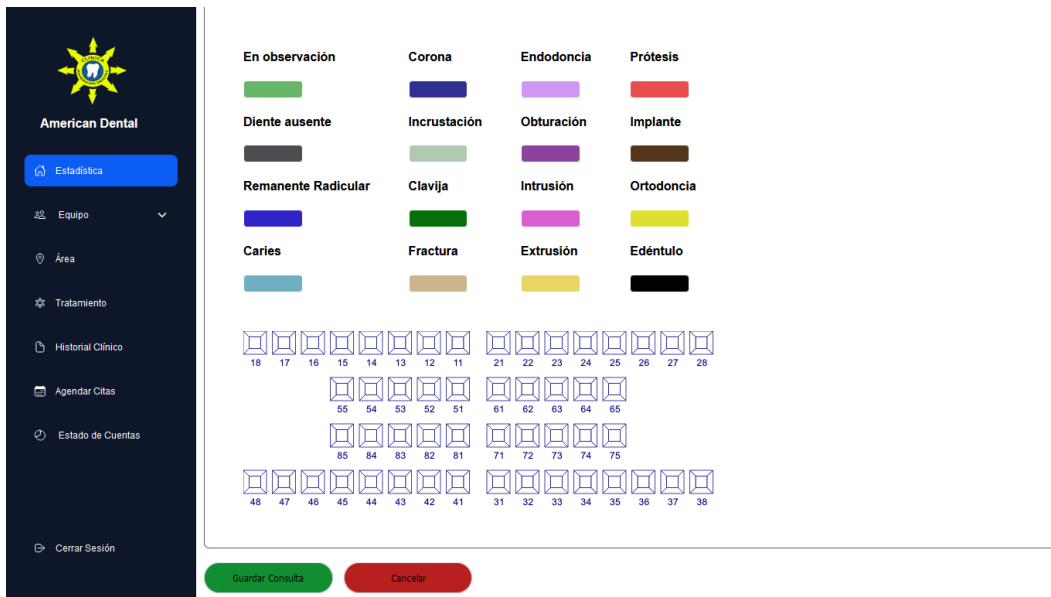 CLINICA
American Dental
Estadística
Equipo
Área
Tratamiento
Historial Clínico
Agendar Citas
Estado de Cuentas
Cerrar Sesión
En observación Corona Endodoncia Prótesis
Diente ausente Incrustación Obturación Implante
Remanente Radicular Clavija Intrusión Ortodoncia
Caries Fractura Extrusión Edéntulo
18 17 16 15 14 13 12 11 21 22 23 24 25 26 27 28
55 54 53 52 51 61 62 63 64 65
85 84 83 82 81 71 72 73 74 75
48 47 46 45 44 43 42 41 31 32 33 34 35 36 37 38
Guardar Consulta Cancelar